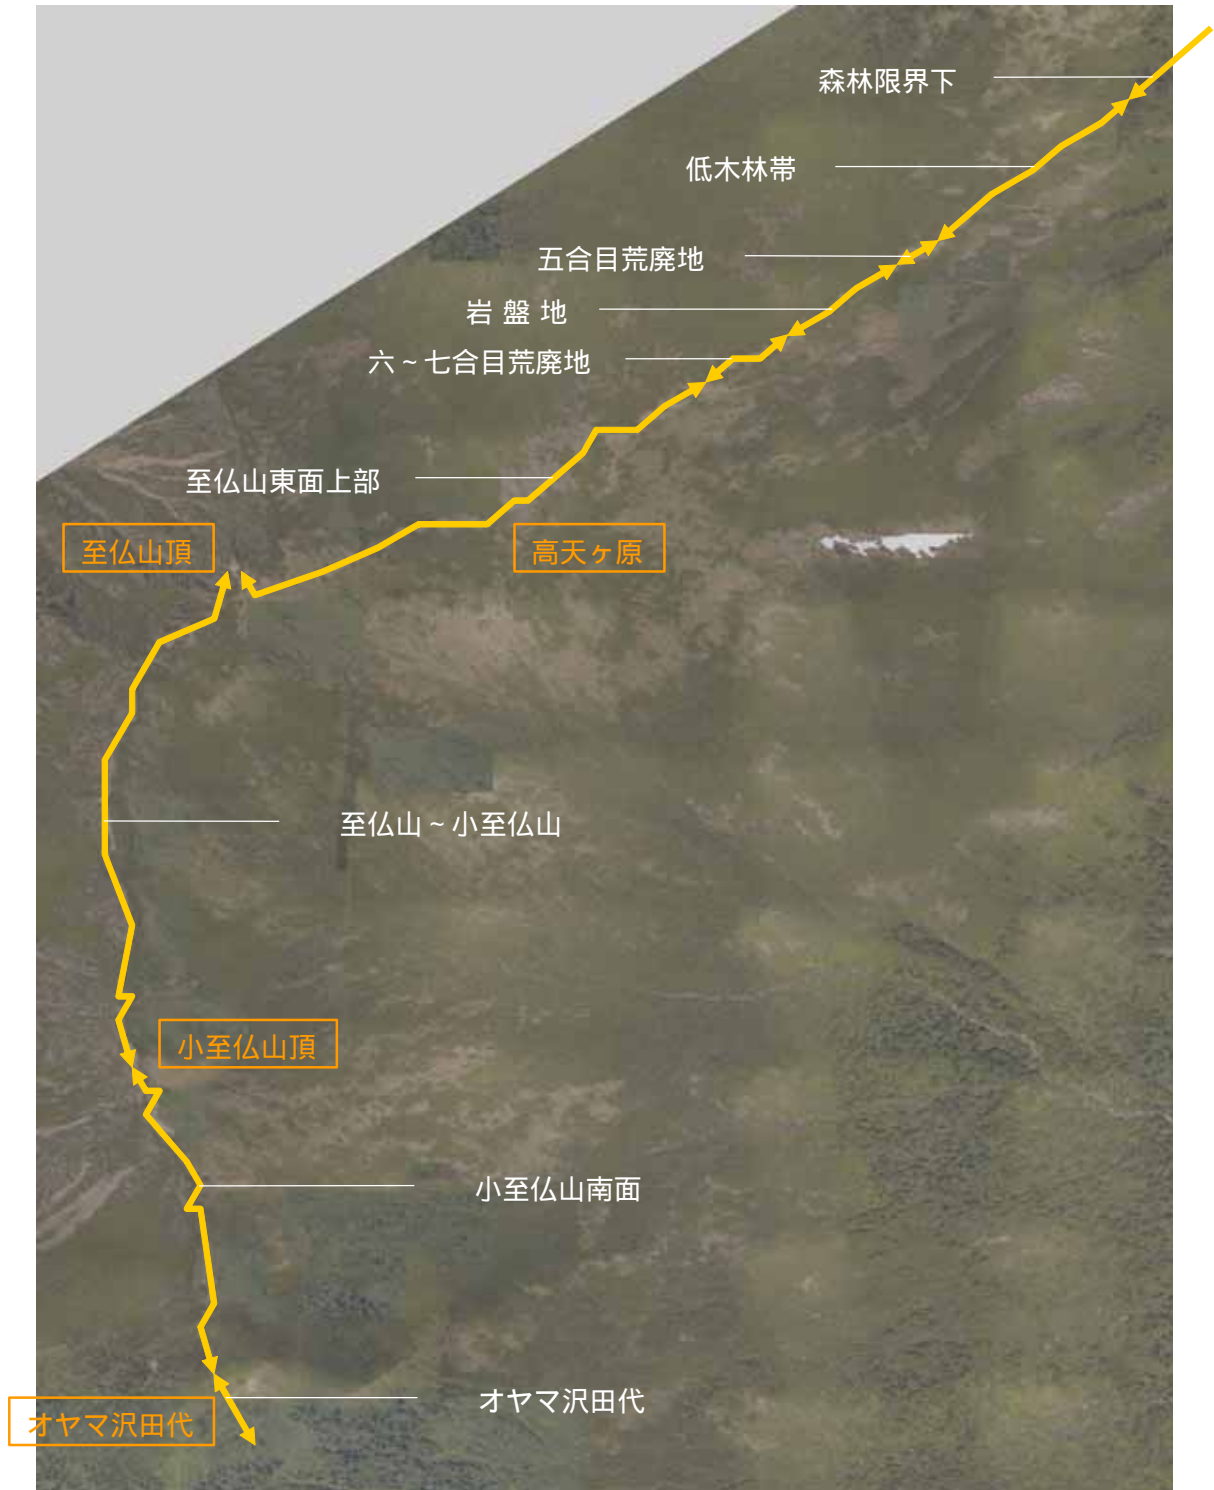 森林限界下
低木林帯
五合目荒廃地
岩 盤 地
六~七合目荒廃地
至仏山東面上部
至仏山頂
高天ヶ原
至仏山~小至仏山
小至仏山頂
小至仏山南面
オヤマ沢田代
オヤマ沢田代